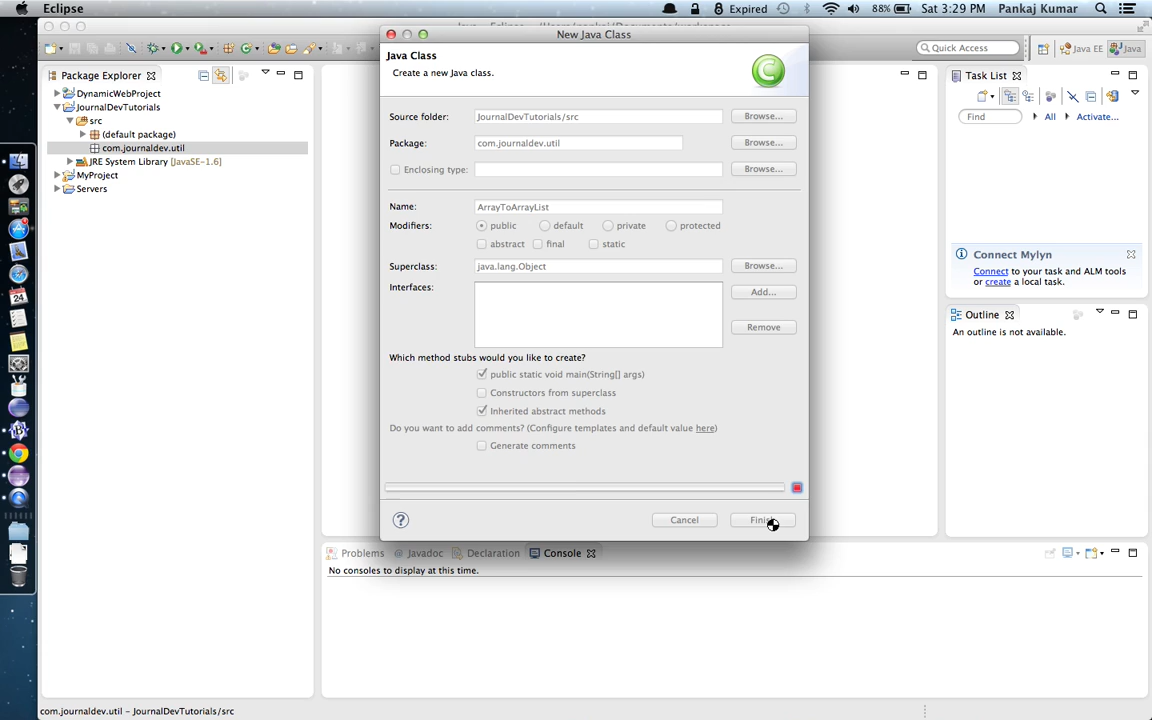 Eclipse
Expired
88%
Sat 3:29 PM
Pankaj Kumar
New Java Class
Quick Access
Java EE
Java
Package Explorer
DynamicWebProject
JournalDevTutorials
src
(default package)
com.journaldev.util
JRE System Library [JavaSE-1.6]
MyProject
Servers
Java Class
Create a new Java class.
Source folder: JournalDevTutorials/src Browse...
Package: com.journaldev.util Browse...
Enclosing type: Browse...
Name: ArrayToArrayList
Modifiers: public default private protected
abstract final static
Superclass: java.lang.Object Browse...
Interfaces: Add...
Remove
Which method stubs would you like to create?
public static void main(String[] args)
Constructors from superclass
Inherited abstract methods
Do you want to add comments? (Configure templates and default value here)
Generate comments
Cancel
Task List
Find All Activate...
Connect Mylyn
Connect to your task and ALM tools
or create a local task.
Outline
An outline is not available.
Problems @ Javadoc Declaration Console
No consoles to display at this time.
24
com.journaldev.util - JournalDevTutorials/src